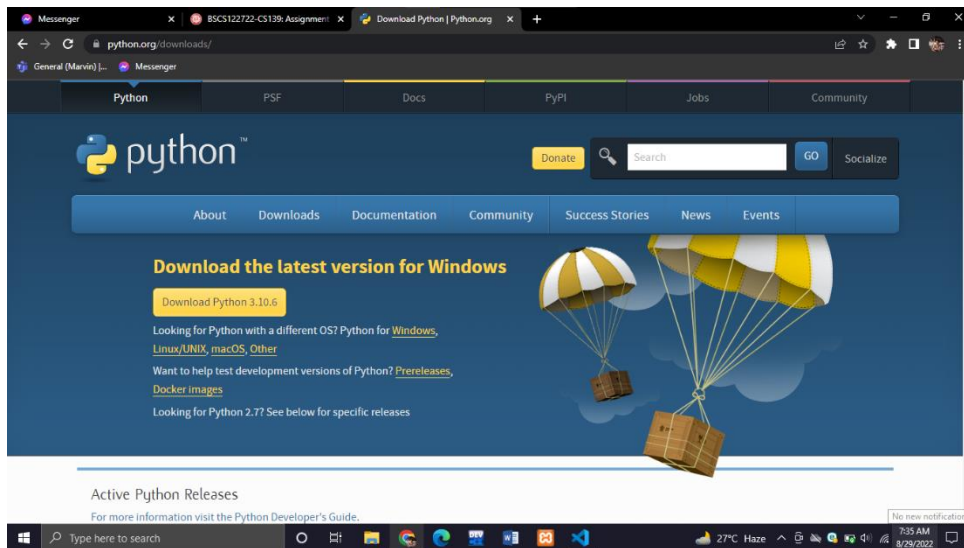 Messenger
BSCS122722-CS139: Assignment
Download Python | Python.org
python.org/downloads/
General (Marvin) |...
Messenger
Python
PSF
Docs
PyPI
Jobs
Community
python™
Donate
Search
GO
Socialize
About
Downloads
Documentation
Community
Success Stories
News
Events
Download the latest version for Windows
Download Python 3.10.6
Looking for Python with a different OS? Python for Windows,
Linux/UNIX, macOS, Other
Want to help test development versions of Python? Prereleases,
Docker images
Looking for Python 2.7? See below for specific releases
Active Python Releases
For more information visit the Python Developer's Guide.
No new notification
Type here to search
DEV
27°C Haze
7:35 AM
8/29/2022